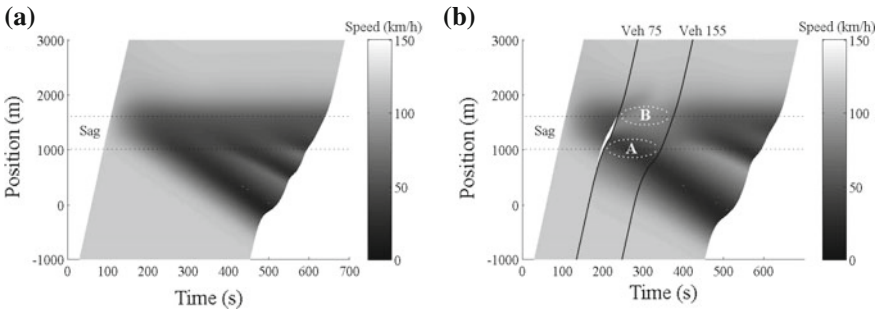 (a)
Speed (km/h)
3000
2000
1000
0
-1000
Position (m)
Sag
150
100
50
0
0 100 200 300 400 500 600 700
Time (s)
(b)
Veh 75 Veh 155
Speed (km/h)
3000
2000
1000
0
-1000
Position (m)
Sag
B
A
150
100
50
0
0 100 200 300 400 500 600
Time (s)